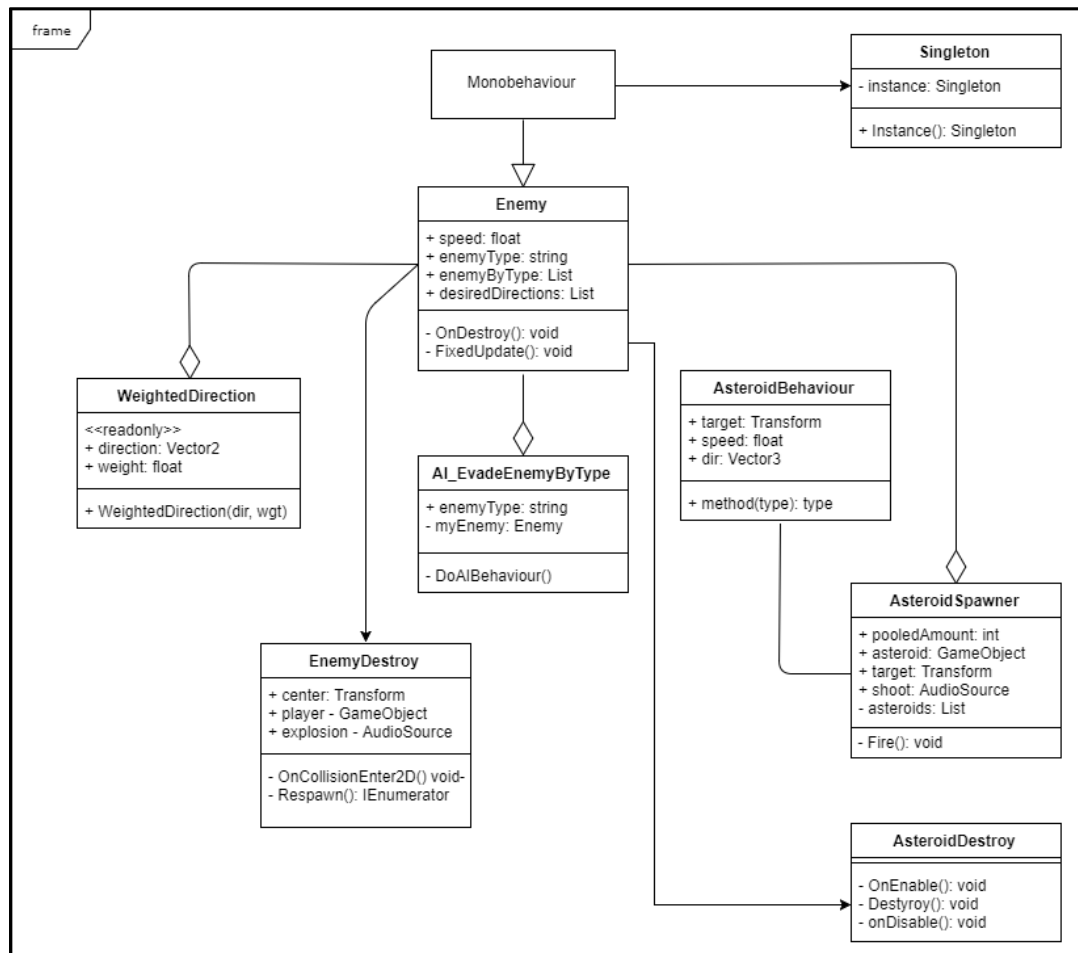 frame
Monobehaviour
Singleton
- instance: Singleton
+ Instance(): Singleton
Enemy
+ speed: float
+ enemyType: string
+ enemyByType: List
+ desiredDirections: List
- OnDestroy(): void
- FixedUpdate(): void
WeightedDirection
<<readonly>>
+ direction: Vector2
+ weight: float
+ WeightedDirection(dir, wgt)
AI_EvadeEnemyByType
+ enemyType: string
- myEnemy: Enemy
- DoAIBehaviour()
AsteroidBehaviour
+ target: Transform
+ speed: float
+ dir: Vector3
+ method(type): type
EnemyDestroy
+ center: Transform
+ player - GameObject
+ explosion - AudioSource
- OnCollisionEnter2D() void-
- Respawn(): IEnumerator
AsteroidSpawner
+ pooledAmount: int
+ asteroid: GameObject
+ target: Transform
+ shoot: AudioSource
- asteroids: List
- Fire(): void
AsteroidDestroy
- OnEnable(): void
- Destyroy(): void
- onDisable(): void